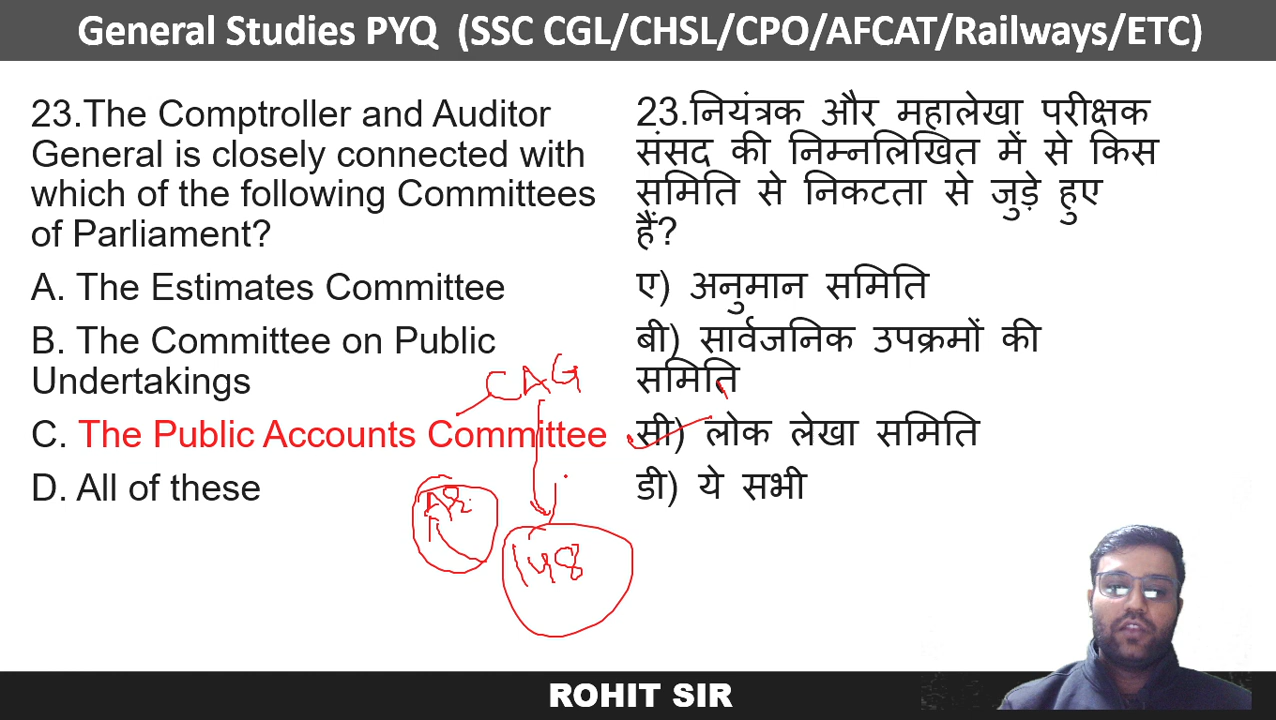 General Studies PYQ (SSC CGL/CHSL/CPO/AFCAT/Railways/ETC)
23.The Comptroller and Auditor
General is closely connected with
which of the following Committees
of Parliament?
A. The Estimates Committee
B. The Committee on Public
Undertakings
C. The Public Accounts Committee
D. All of these
23.नियंत्रक और महालेखा परीक्षक
संसद की निम्नलिखित में से किस
समिति से निकटता से जुड़े हुए
हैं?
ए) अनुमान समिति
बी) सार्वजनिक उपक्रमों की
समिति
सी) लोक लेखा समिति
डी) ये सभी
CAG
148
ROHIT SIR